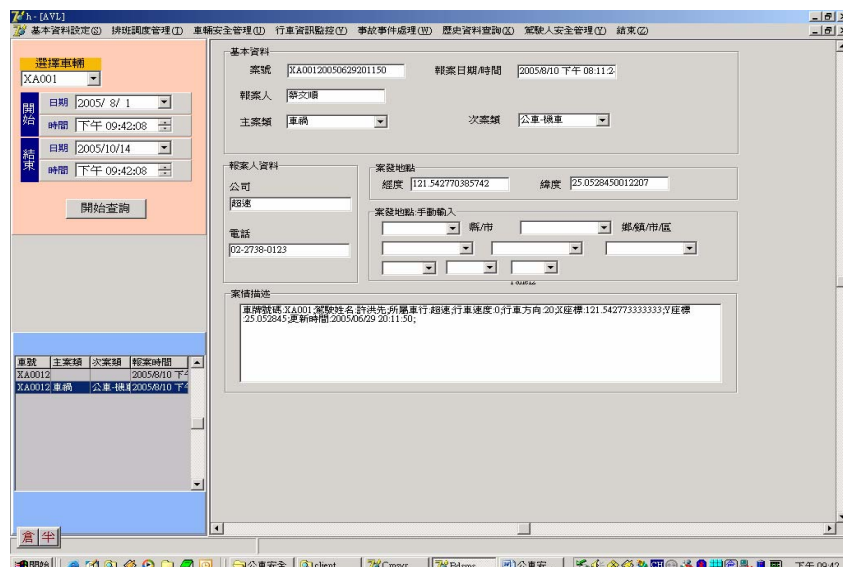 h - [AVL]
基本資料設定(S) 排班調度管理(T) 車輛安全管理(U) 行車資訊監控(V) 事故事件處理(W) 歷史資料查詢(X) 駕駛人安全管理(Y) 結束(Z)
選擇車輛
XA001
開始
日期 2005/ 8/ 1
時間 下午 09:42:08
結束
日期 2005/10/14
時間 下午 09:42:08
開始查詢
基本資料
案號 XA00120050629201150 報案日期/時間 2005/8/10 下午 08:11:2
報案人 蔡文順
主案類 車禍 次案類 公車-機車
報案人資料
公司
超速
電話
02-2738-0123
案發地點
經度 121.542770385742 緯度 25.0528450012207
案發地點:手動輸入
縣/市 鄉/鎮/市/區
案情描述
車牌號碼:XA001;駕駛姓名:許洪先;所屬車行:超速;行車速度:0;行車方向:20;X座標:121.542773333333;Y座標
:25.052845;更新時間:2005/06/29 20:11:50;
車號 主案類 次案類 報案時間
XA0012 2005/8/10 下午
XA0012 車禍 公車-機車 2005/8/10 下午
倉 半
開始 公車安全 client 公車安 CH 下午 09:42